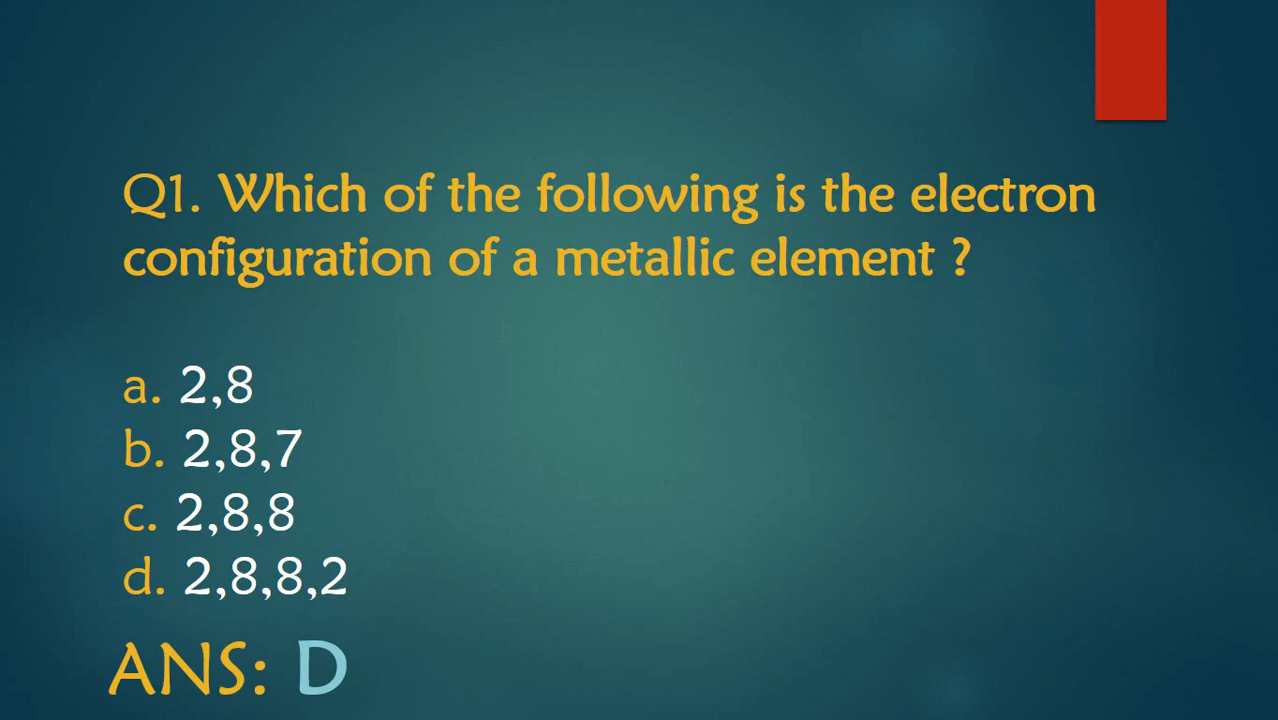 Q1. Which of the following is the electron
configuration of a metallic element ?
a. 2,8
b. 2,8,7
c. 2,8,8
d. 2,8,8,2
ANS: D